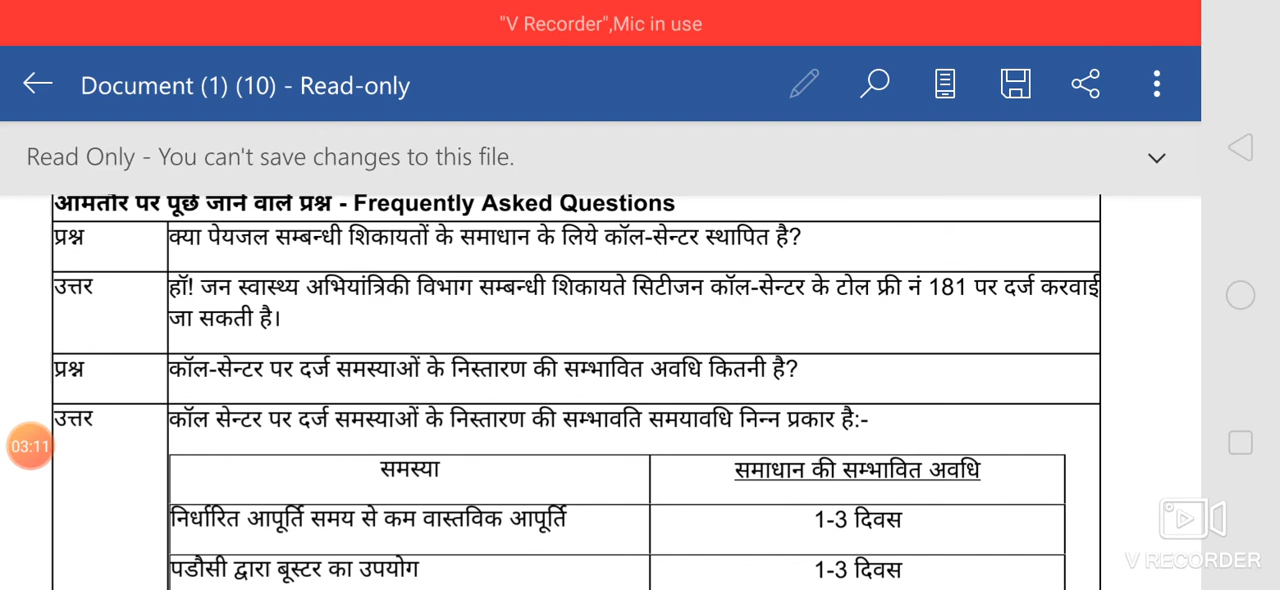 "V Recorder",Mic in use
Document (1) (10) - Read-only
Read Only - You can't save changes to this file.
आमतौर पर पूछे जाने वाले प्रश्न - Frequently Asked Questions
प्रश्न क्या पेयजल सम्बन्धी शिकायतों के समाधान के लिये कॉल-सेन्टर स्थापित है?
उत्तर हॉ! जन स्वास्थ्य अभियांत्रिकी विभाग सम्बन्धी शिकायते सिटीजन कॉल-सेन्टर के टोल फ्री नं 181 पर दर्ज करवाई
जा सकती है।
प्रश्न कॉल-सेन्टर पर दर्ज समस्याओं के निस्तारण की सम्भावित अवधि कितनी है?
उत्तर कॉल सेन्टर पर दर्ज समस्याओं के निस्तारण की सम्भावति समयावधि निन्न प्रकार है:-
03:11
समस्या समाधान की सम्भावित अवधि
निर्धारित आपूर्ति समय से कम वास्तविक आपूर्ति 1-3 दिवस
पडौसी द्वारा बूस्टर का उपयोग 1-3 दिवस
V RECORDER